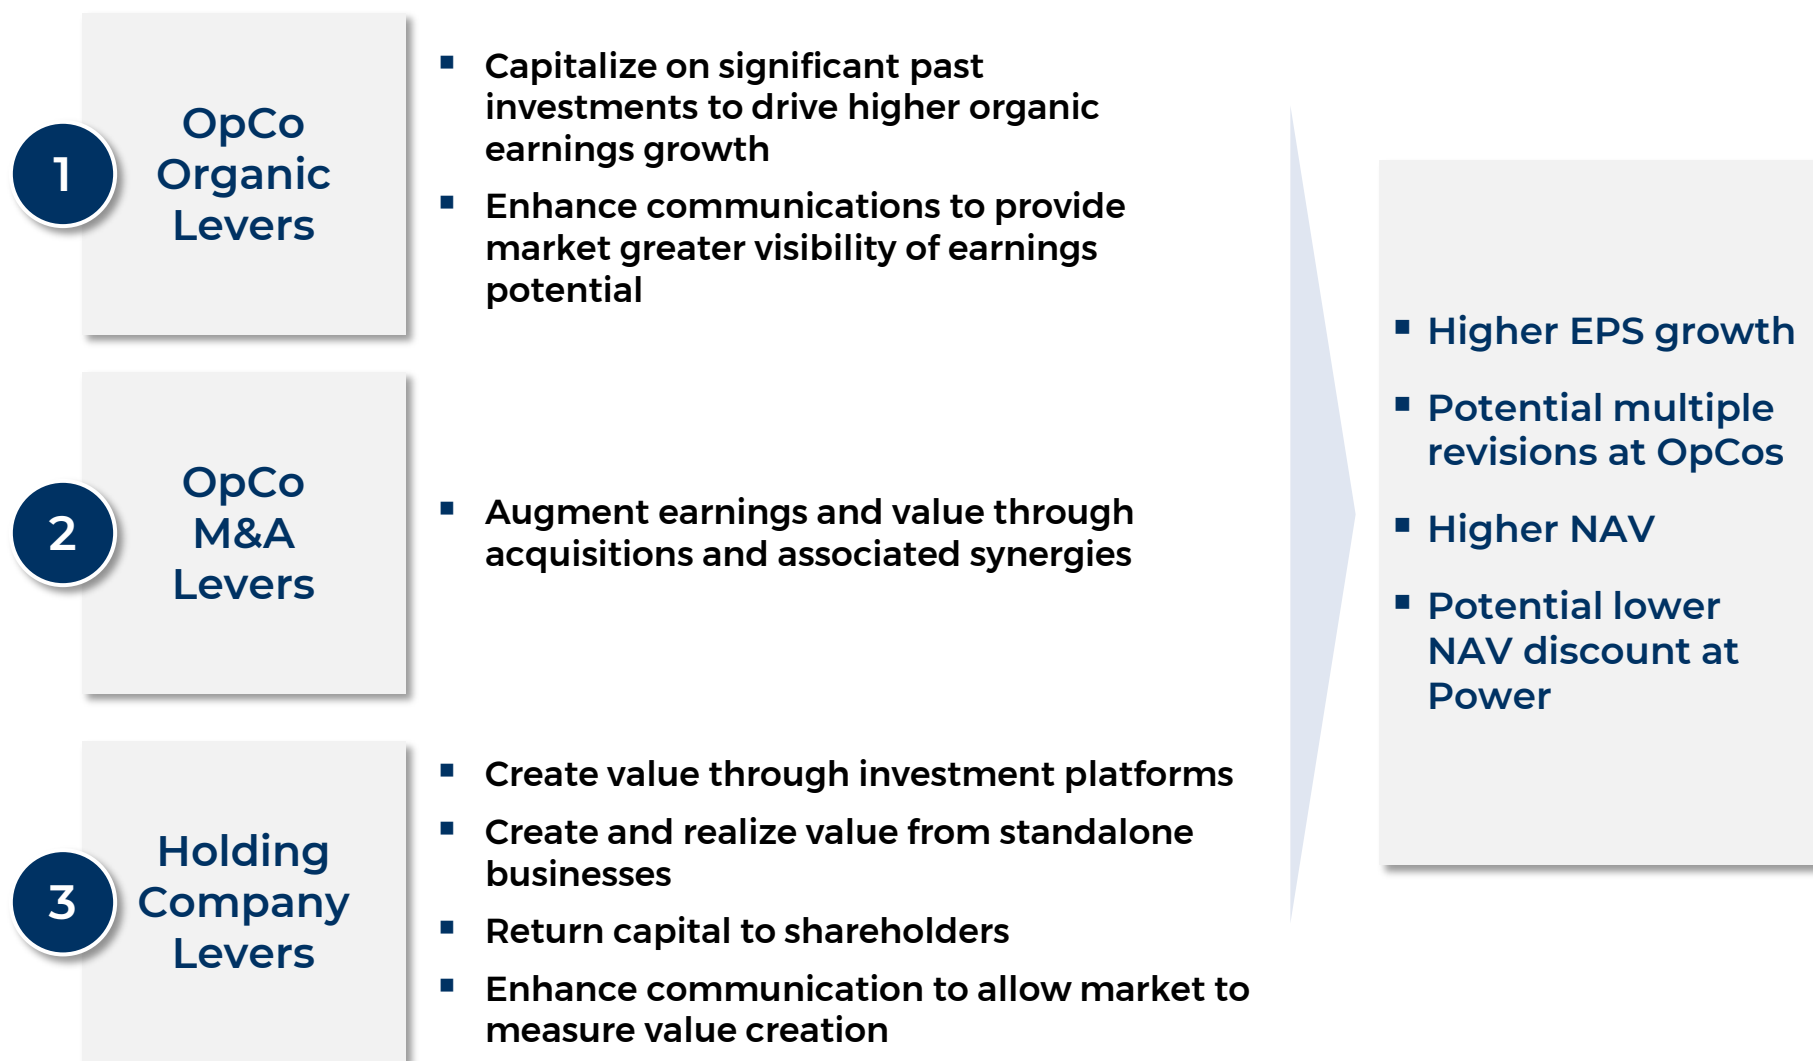 1
OpCo
Organic
Levers
▪ Capitalize on significant past
investments to drive higher organic
earnings growth
▪ Enhance communications to provide
market greater visibility of earnings
potential
2
OpCo
M&A
Levers
▪ Augment earnings and value through
acquisitions and associated synergies
3
Holding
Company
Levers
▪ Create value through investment platforms
▪ Create and realize value from standalone
businesses
▪ Return capital to shareholders
▪ Enhance communication to allow market to
measure value creation
▪ Higher EPS growth
▪ Potential multiple
revisions at OpCos
▪ Higher NAV
▪ Potential lower
NAV discount at
Power